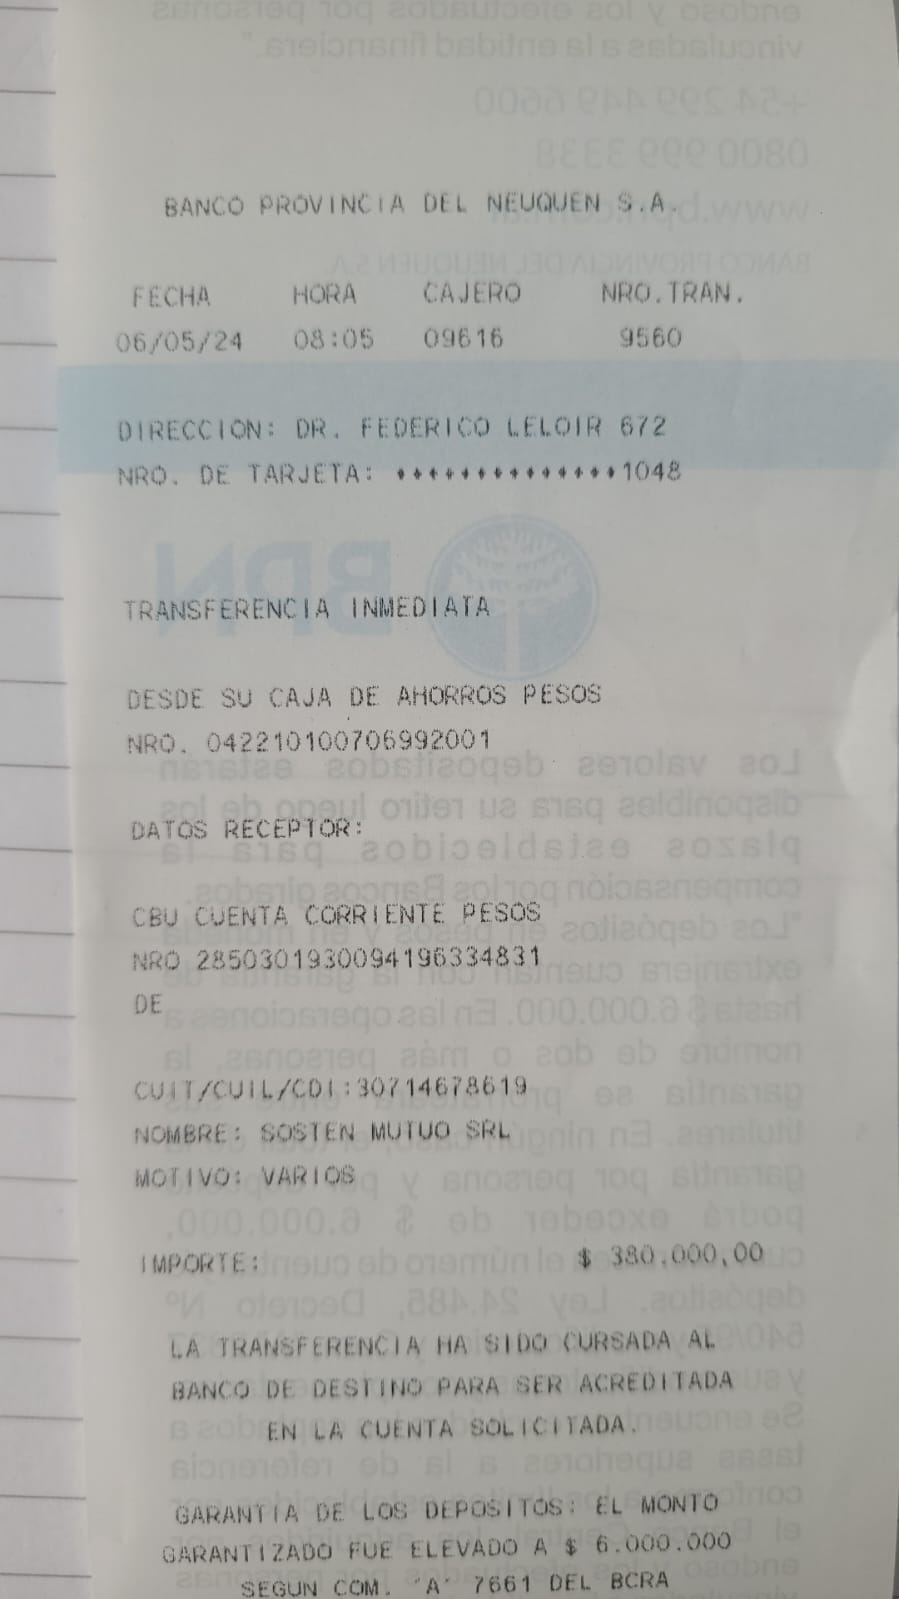 BANCO PROVINCIA DEL NEUQUEN S.A.
FECHA HORA CAJERO NRO.TRAN.
06/05/24 08:05 09616 9560
DIRECCION: DR. FEDERICO LELOIR 672
NRO. DE TARJETA: **************1048
TRANSFERENCIA INMEDIATA
DESDE SU CAJA DE AHORROS PESOS
NRO. 042210100706992001
DATOS RECEPTOR:
CBU CUENTA CORRIENTE PESOS
NRO 2850301930094196334831
DE
CUIT/CUIL/CDI:30714678619
NOMBRE: SOSTEN MUTUO SRL
MOTIVO: VARIOS
IMPORTE: $ 380.000,00
LA TRANSFERENCIA HA SIDO CURSADA AL
BANCO DE DESTINO PARA SER ACREDITADA
EN LA CUENTA SOLICITADA.
GARANTIA DE LOS DEPOSITOS: EL MONTO
GARANTIZADO FUE ELEVADO A $ 6.000.000
SEGUN COM. "A" 7661 DEL BCRA